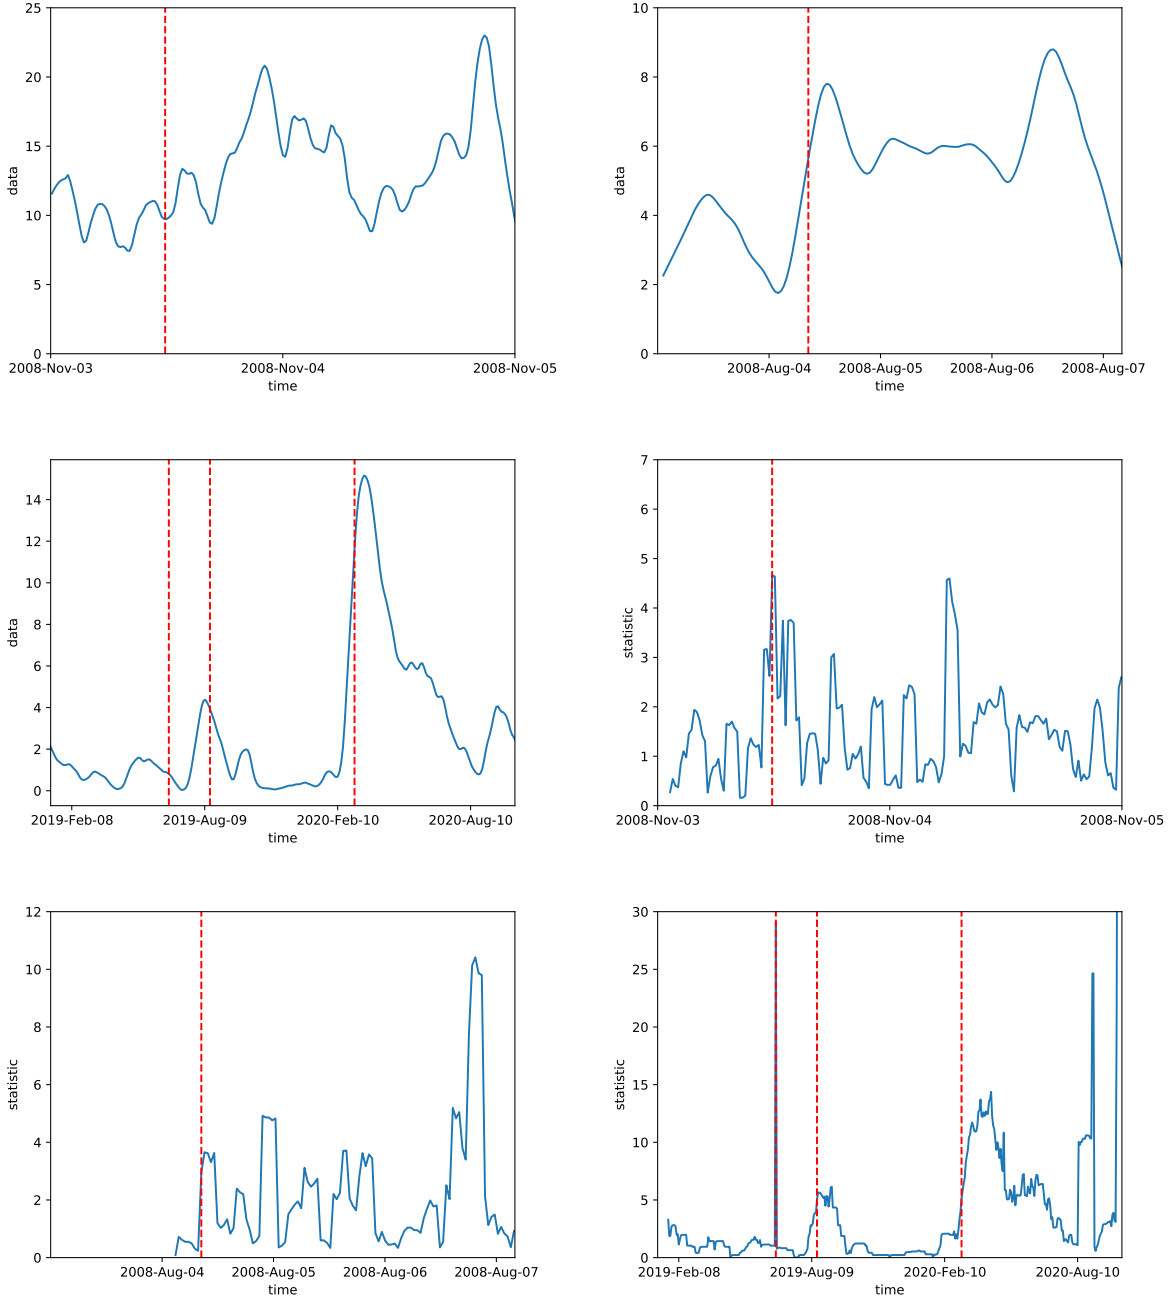 25
20
15
10
5
0
data
2008-Nov-03
2008-Nov-04
2008-Nov-05
time
10
8
6
4
2
0
data
2008-Aug-04
2008-Aug-05
2008-Aug-06
2008-Aug-07
time
14
12
10
8
6
4
2
0
data
2019-Feb-08
2019-Aug-09
2020-Feb-10
2020-Aug-10
time
7
6
5
4
3
2
1
0
statistic
2008-Nov-03
2008-Nov-04
2008-Nov-05
time
12
10
8
6
4
2
0
statistic
2008-Aug-04
2008-Aug-05
2008-Aug-06
2008-Aug-07
time
30
25
20
15
10
5
0
statistic
2019-Feb-08
2019-Aug-09
2020-Feb-10
2020-Aug-10
time